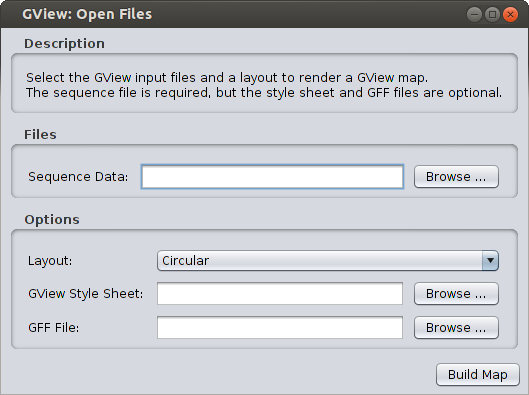 GView: Open Files
Description
Select the GView input files and a layout to render a GView map.
The sequence file is required, but the style sheet and GFF files are optional.
Files
Sequence Data: Browse ...
Options
Layout: Circular
GView Style Sheet: Browse ...
GFF File: Browse ...
Build Map